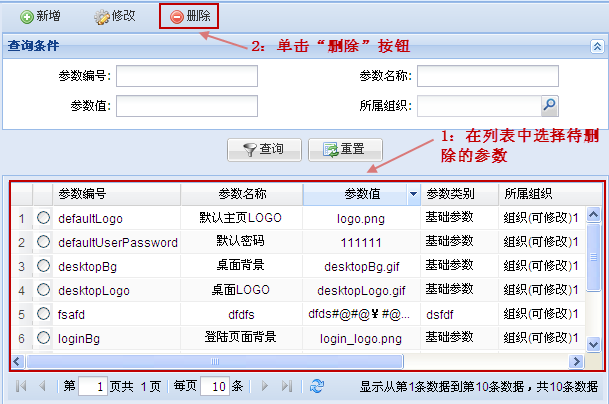 新增 修改 删除
2：单击“删除”按钮
查询条件
参数编号: 参数名称:
参数值: 所属组织:
查询 重置
1：在列表中选择待删
除的参数
参数编号 参数名称 参数值 参数类别 所属组织
1 defaultLogo 默认主页LOGO logo.png 基础参数 组织(可修改)1
2 defaultUserPassword 默认密码 111111 基础参数 组织(可修改)1
3 desktopBg 桌面背景 desktopBg.gif 基础参数 组织(可修改)1
4 desktopLogo 桌面LOGO desktopLogo.gif 基础参数 组织(可修改)1
5 fsafd dfdfs dfds#@#@¥#@... dsfdf 组织(可修改)1
6 loginBg 登陆页面背景 login_logo.png 基础参数 组织(可修改)1
第 1 页共 1 页 每页 10 条 显示从第1条数据到第10条数据，共10条数据